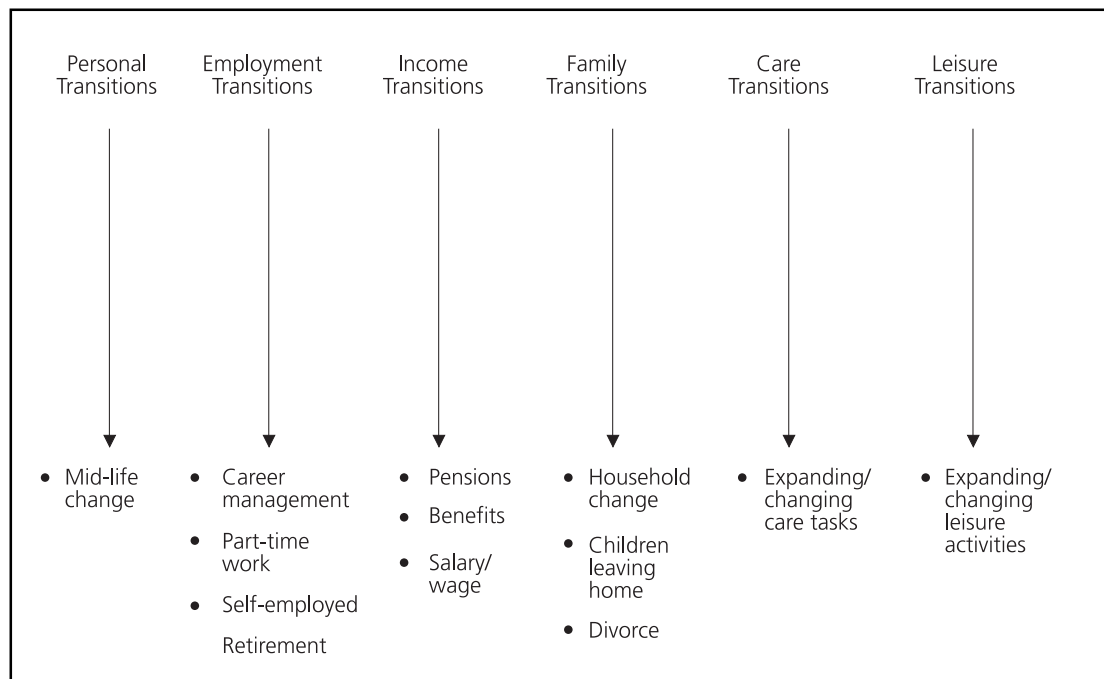 Personal
Transitions
Employment
Transitions
Income
Transitions
Family
Transitions
Care
Transitions
Leisure
Transitions
• Mid-life
change
• Career
management
• Part-time
work
• Self-employed
Retirement
• Pensions
• Benefits
• Salary/
wage
• Household
change
• Children
leaving
home
• Divorce
• Expanding/
changing
care tasks
• Expanding/
changing
leisure
activities